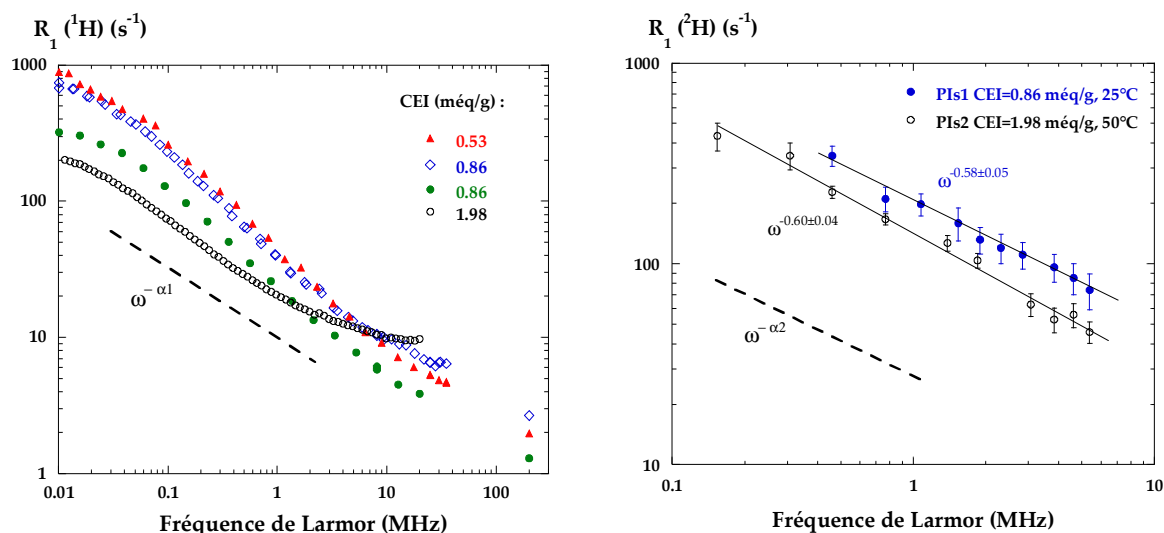 R₁ (¹H) (s⁻¹)
1000
100
10
1
0.01
0.1
1
10
100
Fréquence de Larmor (MHz)
CEI (méq/g) :
0.53
0.86
0.86
1.98
ω⁻ ᵅ¹
R₁ (²H) (s⁻¹)
1000
100
10
0.1
1
10
Fréquence de Larmor (MHz)
PIs1 CEI=0.86 méq/g, 25°C
PIs2 CEI=1.98 méq/g, 50°C
ω⁻⁰·⁵⁸±⁰·⁰⁵
ω⁻⁰·⁶⁰±⁰·⁰⁴
ω⁻ ᵅ²